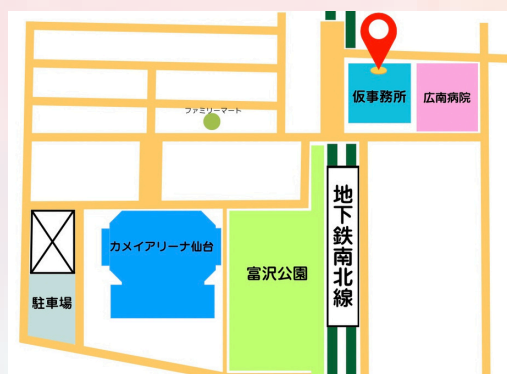 仮事務所
広南病院
ファミリーマート
地下鉄南北線
カメイアリーナ仙台
富沢公園
駐車場